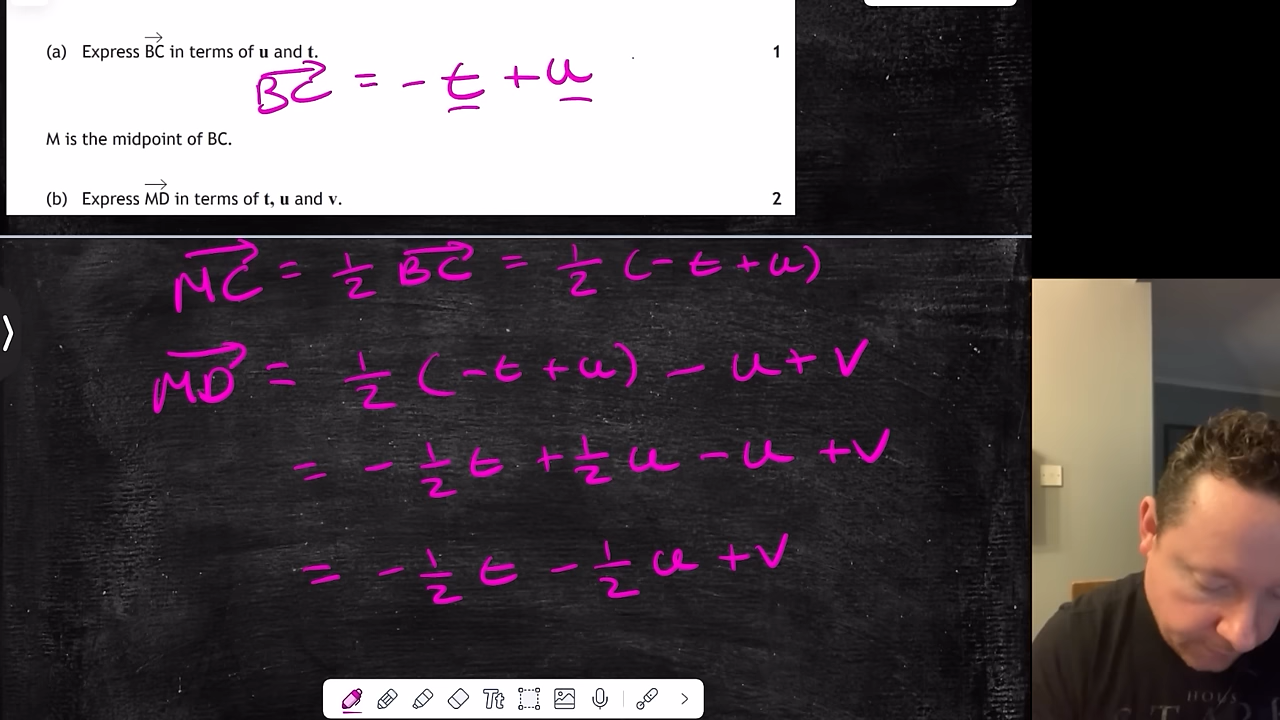 (a) Express BC in terms of u and t. 1
BC = - t + u
M is the midpoint of BC.
(b) Express MD in terms of t, u and v. 2
MC = 1/2 BC = 1/2 (- t + u)
MD = 1/2 (- t + u) - u + v
= - 1/2 t + 1/2 u - u + v
= - 1/2 t - 1/2 u + v
Tt